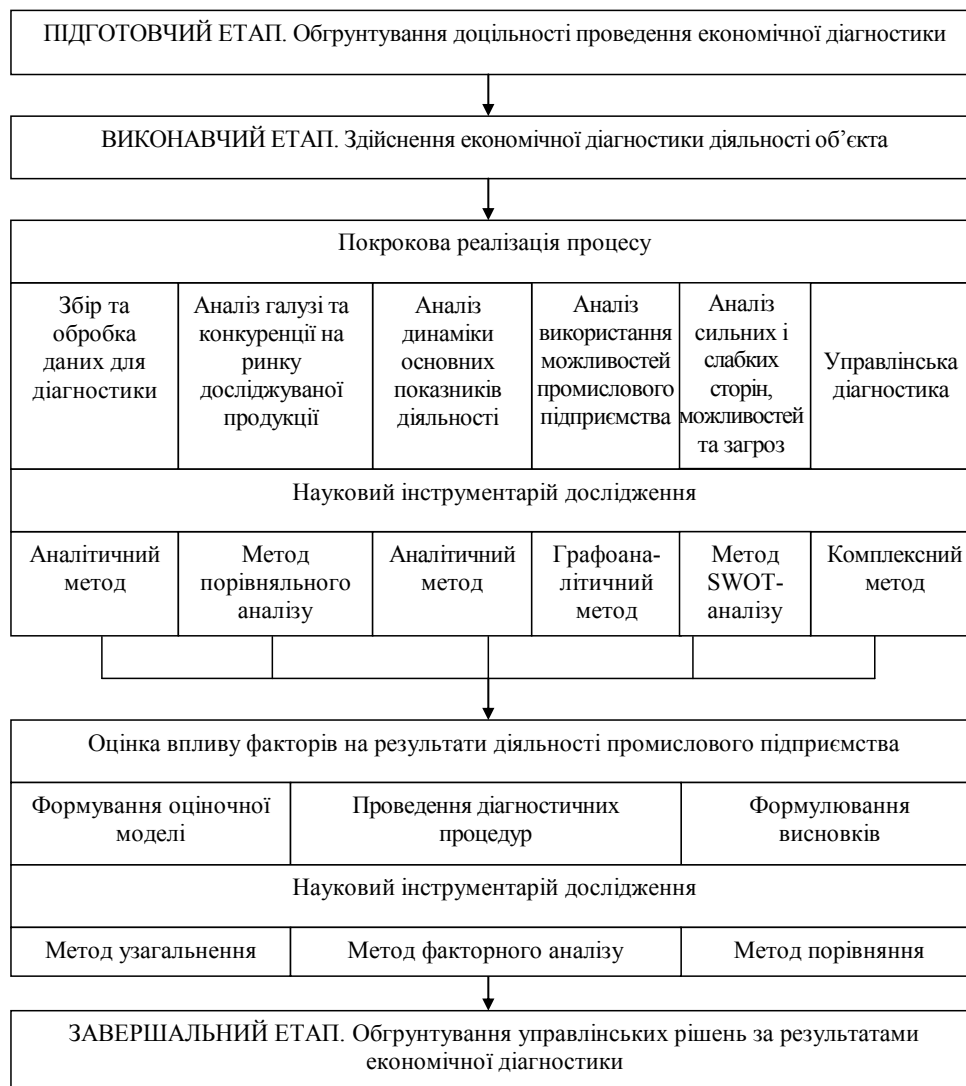 ПІДГОТОВЧИЙ ЕТАП. Обгрунтування доцільності проведення економічної діагностики
ВИКОНАВЧИЙ ЕТАП. Здійснення економічної діагностики діяльності об’єкта
Покрокова реалізація процесу
Збір та
обробка
даних для
діагностики
Аналіз галузі та
конкуренції на
ринку
досліджуваної
продукції
Аналіз
динаміки
основних
показників
діяльності
Аналіз
використання
можливостей
промислового
підприємства
Аналіз
сильних і
слабких
сторін,
можливостей
та загроз
Управлінська
діагностика
Науковий інструментарій дослідження
Аналітичний
метод
Метод
порівняльного
аналізу
Аналітичний
метод
Графоана-
літичний
метод
Метод
SWOT-
аналізу
Комплексний
метод
Оцінка впливу факторів на результати діяльності промислового підприємства
Формування оціночної
моделі
Проведення діагностичних
процедур
Формулювання
висновків
Науковий інструментарій дослідження
Метод узагальнення
Метод факторного аналізу
Метод порівняння
ЗАВЕРШАЛЬНИЙ ЕТАП. Обгрунтування управлінських рішень за результатами
економічної діагностики